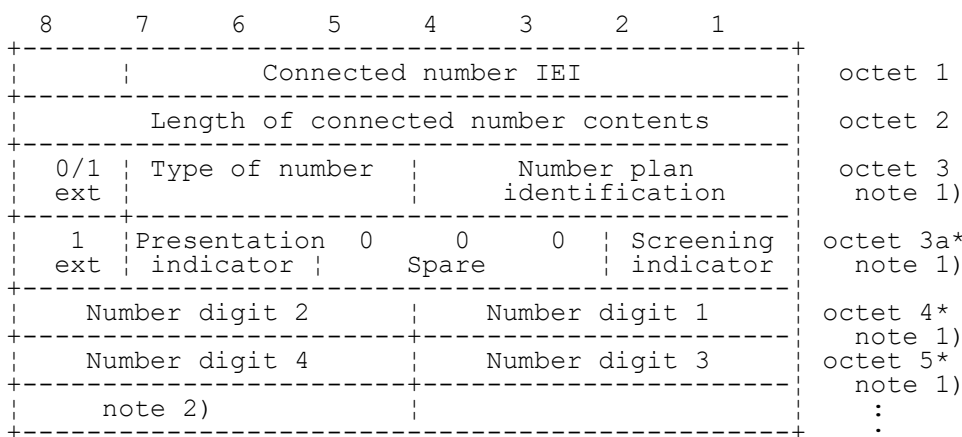 8 7 6 5 4 3 2 1
Connected number IEI octet 1
Length of connected number contents octet 2
0/1 Type of number Number plan octet 3
ext identification note 1)
1 Presentation 0 0 0 Screening octet 3a*
ext indicator Spare indicator note 1)
Number digit 2 Number digit 1 octet 4*
note 1)
Number digit 4 Number digit 3 octet 5*
note 1)
note 2) :
: